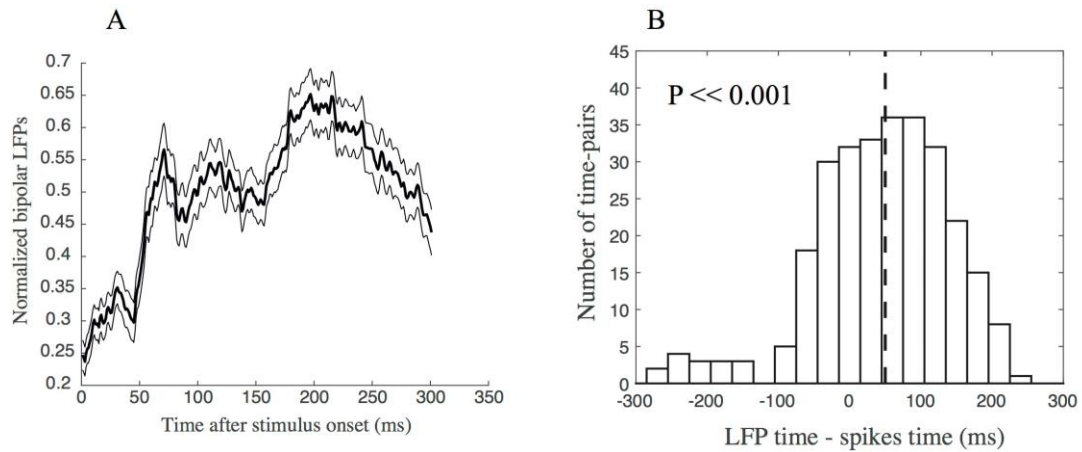 A
Normalized bipolar LFPs
0.7
0.65
0.6
0.55
0.5
0.45
0.4
0.35
0.3
0.25
0.2
0 50 100 150 200 250 300 350
Time after stimulus onset (ms)
B
P << 0.001
Number of time-pairs
45
40
35
30
25
20
15
10
5
0
-300 -200 -100 0 100 200 300
LFP time - spikes time (ms)